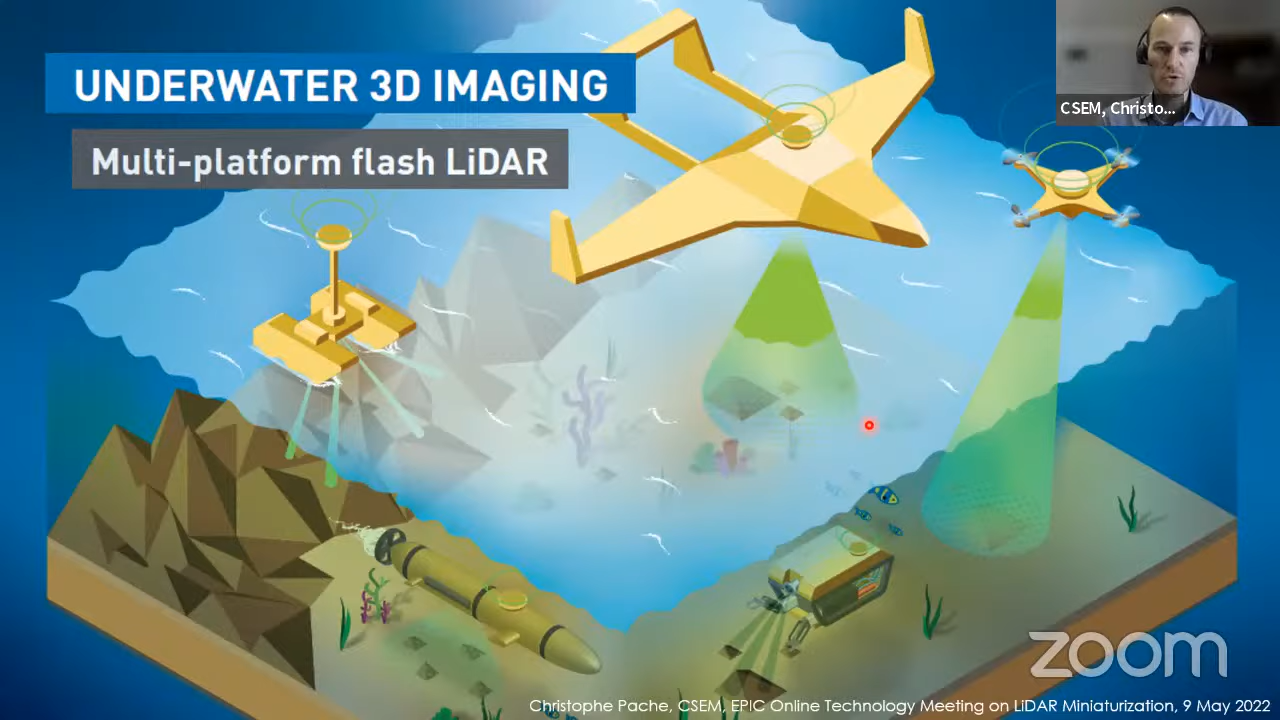 UNDERWATER 3D IMAGING
Multi-platform flash LiDAR
CSEM, Christo...
zoom
Christophe Pache, CSEM, EPIC Online Technology Meeting on LiDAR Miniaturization, 9 May 2022